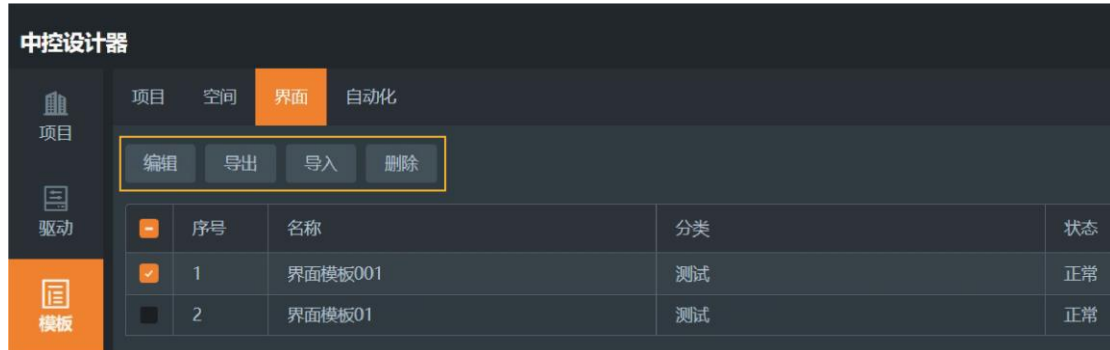 中控设计器
项目 空间 界面 自动化
项目
编辑 导出 导入 删除
驱动
序号 名称 分类 状态
1 界面模板001 测试 正常
模板
2 界面模板01 测试 正常